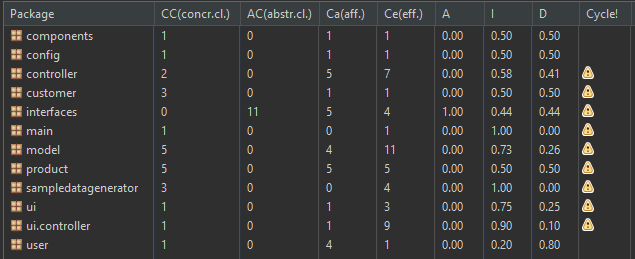 Package CC(concr.cl.) AC(abstr.cl.) Ca(aff.) Ce(eff.) A I D Cycle!
components 1 0 1 1 0.00 0.50 0.50
config 1 0 1 1 0.00 0.50 0.50
controller 2 0 5 7 0.00 0.58 0.41
customer 3 0 1 1 0.00 0.50 0.50
interfaces 0 11 5 4 1.00 0.44 0.44
main 1 0 0 1 0.00 1.00 0.00
model 5 0 4 11 0.00 0.73 0.26
product 5 0 5 5 0.00 0.50 0.50
sampledatagenerator 3 0 0 4 0.00 1.00 0.00
ui 1 0 1 3 0.00 0.75 0.25
ui.controller 1 0 1 9 0.00 0.90 0.10
user 1 0 4 1 0.00 0.20 0.80